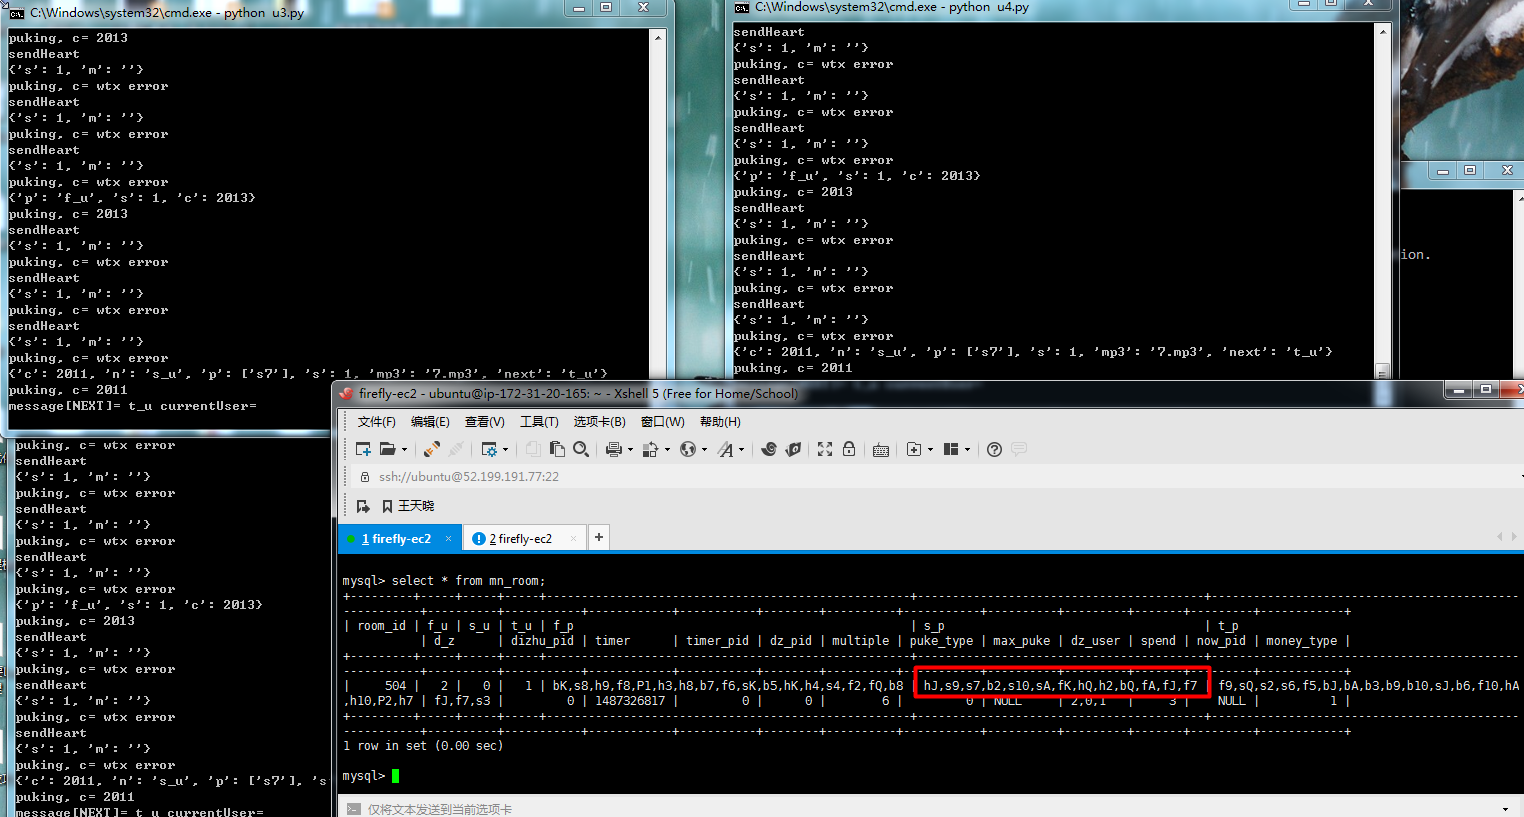 C:\Windows\system32\cmd.exe - python  u3.py
puking, c= 2013
sendHeart
{'s': 1, 'm': ''}
puking, c= wtx error
sendHeart
{'s': 1, 'm': ''}
puking, c= wtx error
sendHeart
{'s': 1, 'm': ''}
puking, c= wtx error
{'p': 'f_u', 's': 1, 'c': 2013}
puking, c= 2013
sendHeart
{'s': 1, 'm': ''}
puking, c= wtx error
sendHeart
{'s': 1, 'm': ''}
puking, c= wtx error
sendHeart
{'s': 1, 'm': ''}
puking, c= wtx error
{'c': 2011, 'n': 's_u', 'p': ['s7'], 's': 1, 'mp3': '7.mp3', 'next': 't_u'}
puking, c= 2011
message[NEXT]= t_u currentUser=
C:\Windows\system32\cmd.exe - python  u4.py
sendHeart
{'s': 1, 'm': ''}
puking, c= wtx error
sendHeart
{'s': 1, 'm': ''}
puking, c= wtx error
sendHeart
{'s': 1, 'm': ''}
puking, c= wtx error
{'p': 'f_u', 's': 1, 'c': 2013}
puking, c= 2013
sendHeart
{'s': 1, 'm': ''}
puking, c= wtx error
sendHeart
{'s': 1, 'm': ''}
puking, c= wtx error
sendHeart
{'s': 1, 'm': ''}
puking, c= wtx error
{'c': 2011, 'n': 's_u', 'p': ['s7'], 's': 1, 'mp3': '7.mp3', 'next': 't_u'}
puking, c= 2011
ion.
puking, c= wtx error
sendHeart
{'s': 1, 'm': ''}
puking, c= wtx error
sendHeart
{'s': 1, 'm': ''}
puking, c= wtx error
sendHeart
{'s': 1, 'm': ''}
puking, c= wtx error
{'p': 'f_u', 's': 1, 'c': 2013}
puking, c= 2013
sendHeart
{'s': 1, 'm': ''}
puking, c= wtx error
sendHeart
{'s': 1, 'm': ''}
puking, c= wtx error
sendHeart
{'s': 1, 'm': ''}
puking, c= wtx error
{'c': 2011, 'n': 's_u', 'p': ['s7'], 's
puking, c= 2011
message[NEXT]= t_u currentUser=
firefly-ec2 - ubuntu@ip-172-31-20-165: ~ - Xshell 5 (Free for Home/School)
文件(F) 编辑(E) 查看(V) 工具(T) 选项卡(B) 窗口(W) 帮助(H)
ssh://ubuntu@52.199.191.77:22
王天晓
1 firefly-ec2 × 2 firefly-ec2 × +
mysql> select * from mn_room;
| room_id | f_u | s_u | t_u | f_p | s_p | t_p
| d_z | dizhu_pid | timer | timer_pid | dz_pid | multiple | puke_type | max_puke | dz_user | spend | now_pid | money_type |
| 504 | 2 | 0 | 1 | bK,s8,h9,f8,P1,h3,h8,b7,f6,sK,b5,hK,h4,s4,f2,fQ,b8 | hJ,s9,s7,b2,s10,sA,fK,hQ,h2,bQ,fA,fJ,f7 | f9,sQ,s2,s6,f5,bJ,bA,b3,b9,b10,sJ,b6,f10,hA
,h10,P2,h7 | fJ,f7,s3 | 0 | 1487326817 | 0 | 0 | 6 | 0 | NULL | 2,0,1 | 3 | NULL | 1 |
1 row in set (0.00 sec)
mysql>
仅将文本发送到当前选项卡